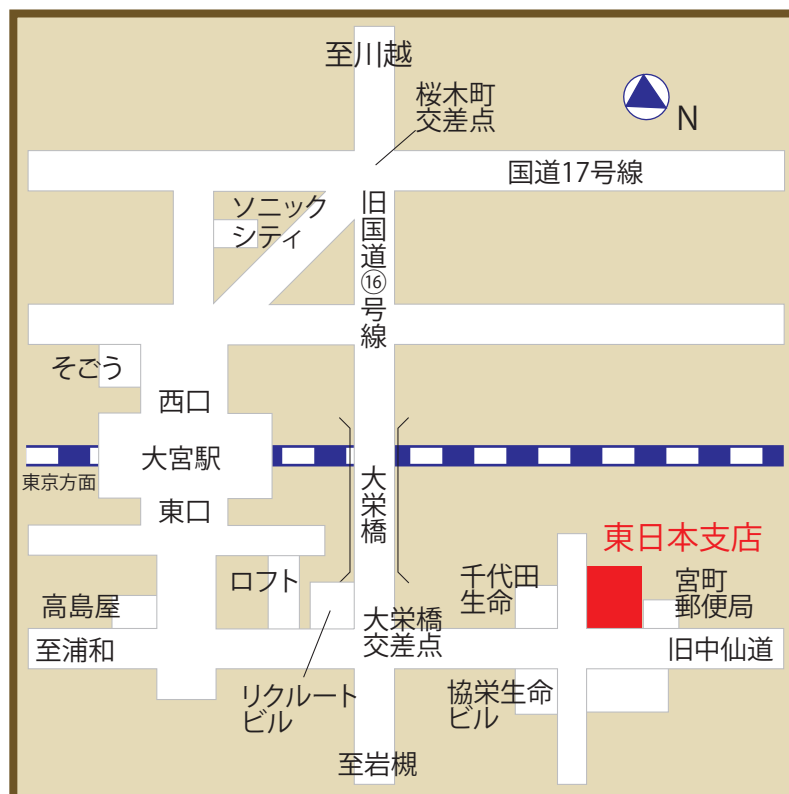 至川越
桜木町
交差点
N
国道17号線
ソニック
シティ
旧国道⑯号線
そごう
西口
大宮駅
東京方面
東口
大栄橋
東日本支店
ロフト
千代田
生命
宮町
郵便局
高島屋
大栄橋
交差点
至浦和
旧中仙道
リクルート
ビル
協栄生命
ビル
至岩槻